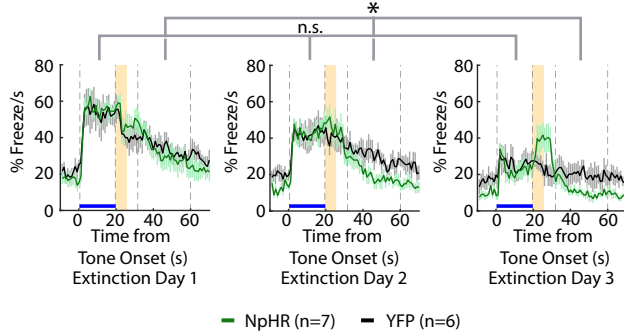 *
n.s.
80
60
40
20
0
% Freeze/s
0 20 40 60
Time from
Tone Onset (s)
Extinction Day 1
80
60
40
20
0
% Freeze/s
0 20 40 60
Time from
Tone Onset (s)
Extinction Day 2
80
60
40
20
0
% Freeze/s
0 20 40 60
Time from
Tone Onset (s)
Extinction Day 3
NpHR (n=7) YFP (n=6)